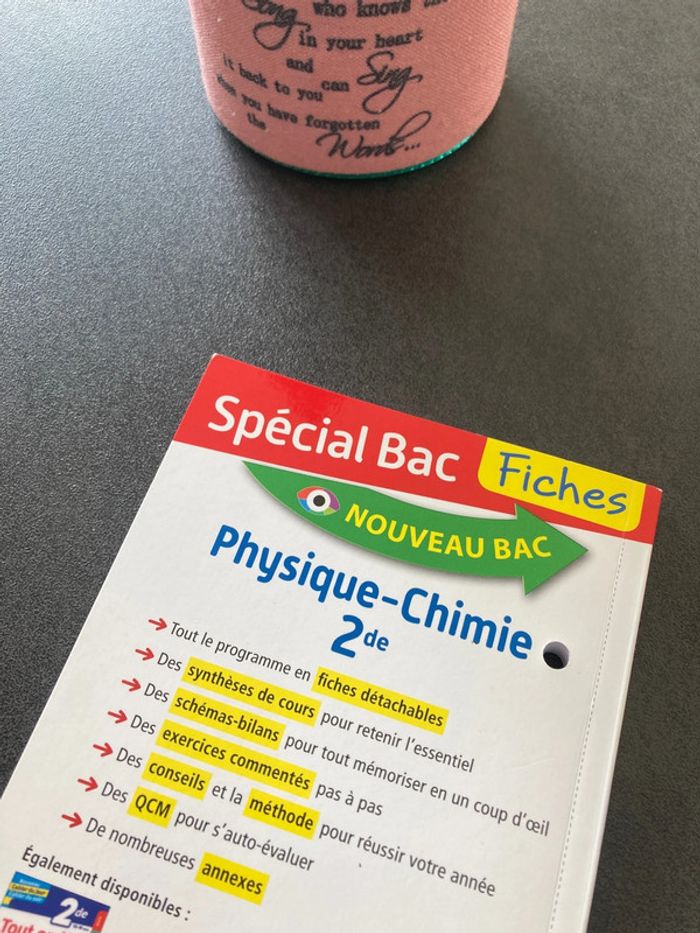 Song who knows the
in your heart
and can Sing
it back to you
when you have forgotten
the Words...
Spécial Bac Fiches
NOUVEAU BAC
Physique-Chimie
2de
→ Tout le programme en fiches détachables
→ Des synthèses de cours pour retenir l'essentiel
→ Des schémas-bilans pour tout mémoriser en un coup d'œil
→ Des exercices commentés pas à pas
→ Des conseils et la méthode pour réussir votre année
→ Des QCM pour s'auto-évaluer
→ De nombreuses annexes
Également disponibles :
2de